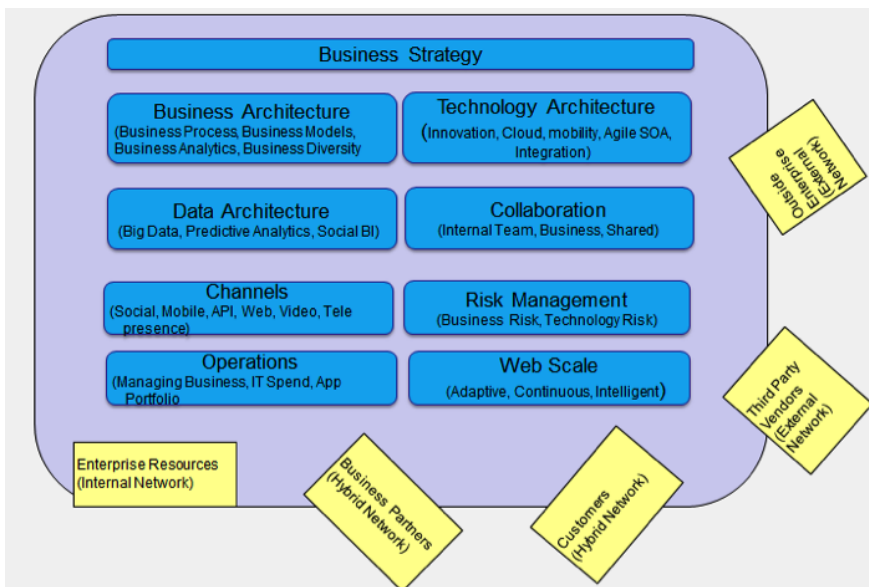 Business Strategy
Business Architecture
(Business Process, Business Models,
Business Analytics, Business Diversity
Technology Architecture
(Innovation, Cloud, mobility, Agile SOA,
Integration)
Data Architecture
(Big Data, Predictive Analytics, Social BI)
Collaboration
(Internal Team, Business, Shared)
Channels
(Social, Mobile, API, Web, Video, Tele
presence)
Risk Management
(Business Risk, Technology Risk)
Operations
(Managing Business, IT Spend, App
Portfolio
Web Scale
(Adaptive, Continuous, Intelligent)
Outside
Enterprise
(External
Network)
Third Party
Vendors
(External
Network)
Enterprise Resources
(Internal Network)
Business Partners
(Hybrid Network)
Customers
(Hybrid Network)